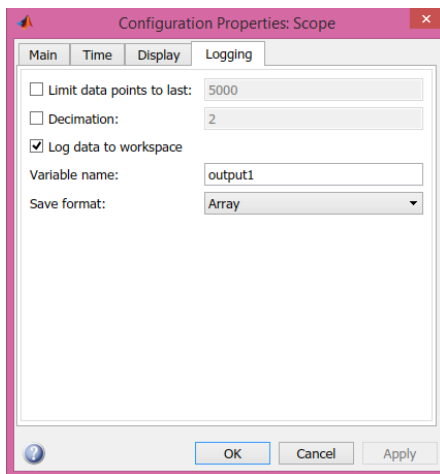 Configuration Properties: Scope
Main Time Display Logging
Limit data points to last: 5000
Decimation: 2
Log data to workspace
Variable name: output1
Save format: Array
? OK Cancel Apply